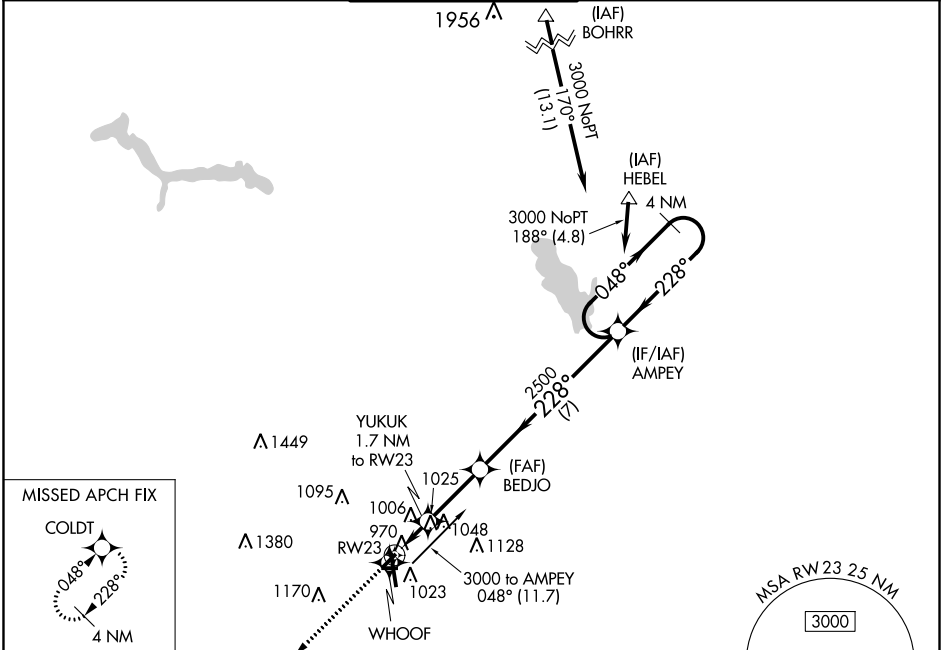 1956
(IAF)
BOHRR
3000 NoPT
170°
(13.1)
(IAF)
HEBEL
4 NM
3000 NoPT
188° (4.8)
048°
228°
(IF/IAF)
AMPEY
2500
228°
(7)
YUKUK
1.7 NM
to RW23
1449
(FAF)
BEDJO
1025
1095
1006
1048
970
1380
RW23
1128
3000 to AMPEY
048° (11.7)
1170
1023
WHOOF
MISSED APCH FIX
COLDT
048°
228°
4 NM
MSA RW 23 25 NM
3000